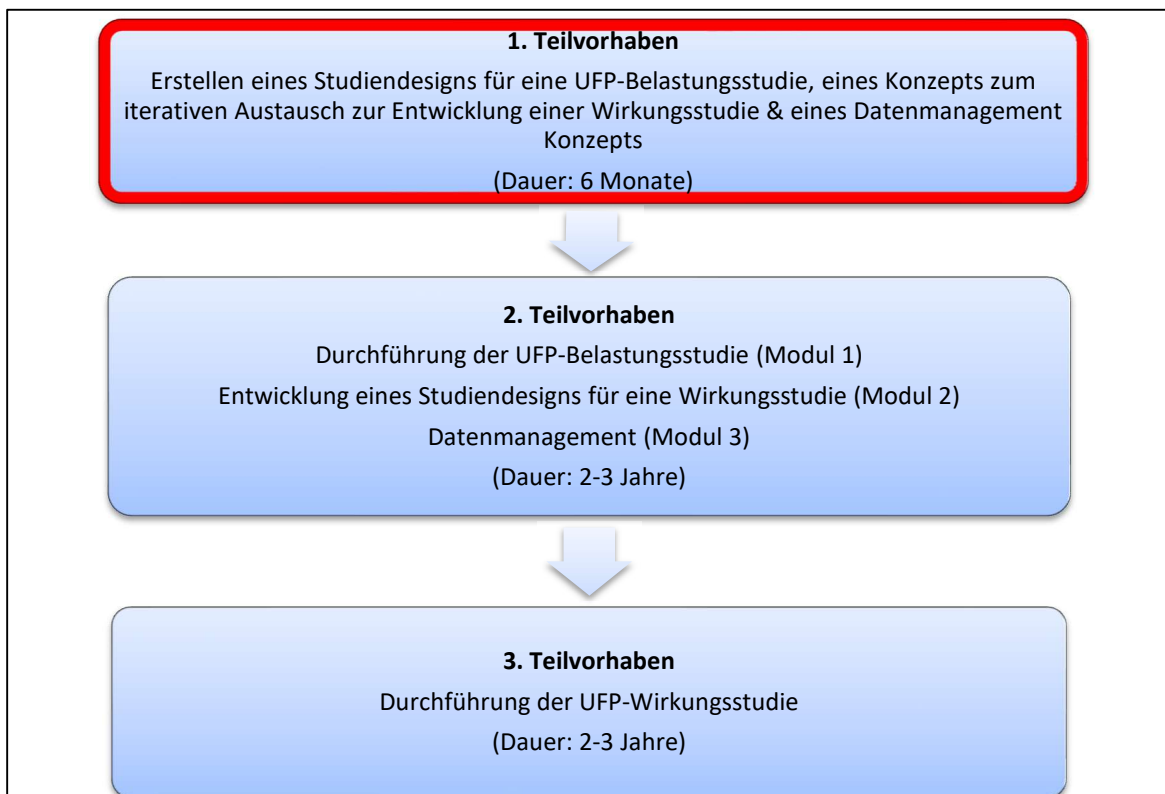 1. Teilvorhaben
Erstellen eines Studiendesigns für eine UFP-Belastungsstudie, eines Konzepts zum
iterativen Austausch zur Entwicklung einer Wirkungsstudie & eines Datenmanagement
Konzepts
(Dauer: 6 Monate)
2. Teilvorhaben
Durchführung der UFP-Belastungsstudie (Modul 1)
Entwicklung eines Studiendesigns für eine Wirkungsstudie (Modul 2)
Datenmanagement (Modul 3)
(Dauer: 2-3 Jahre)
3. Teilvorhaben
Durchführung der UFP-Wirkungsstudie
(Dauer: 2-3 Jahre)